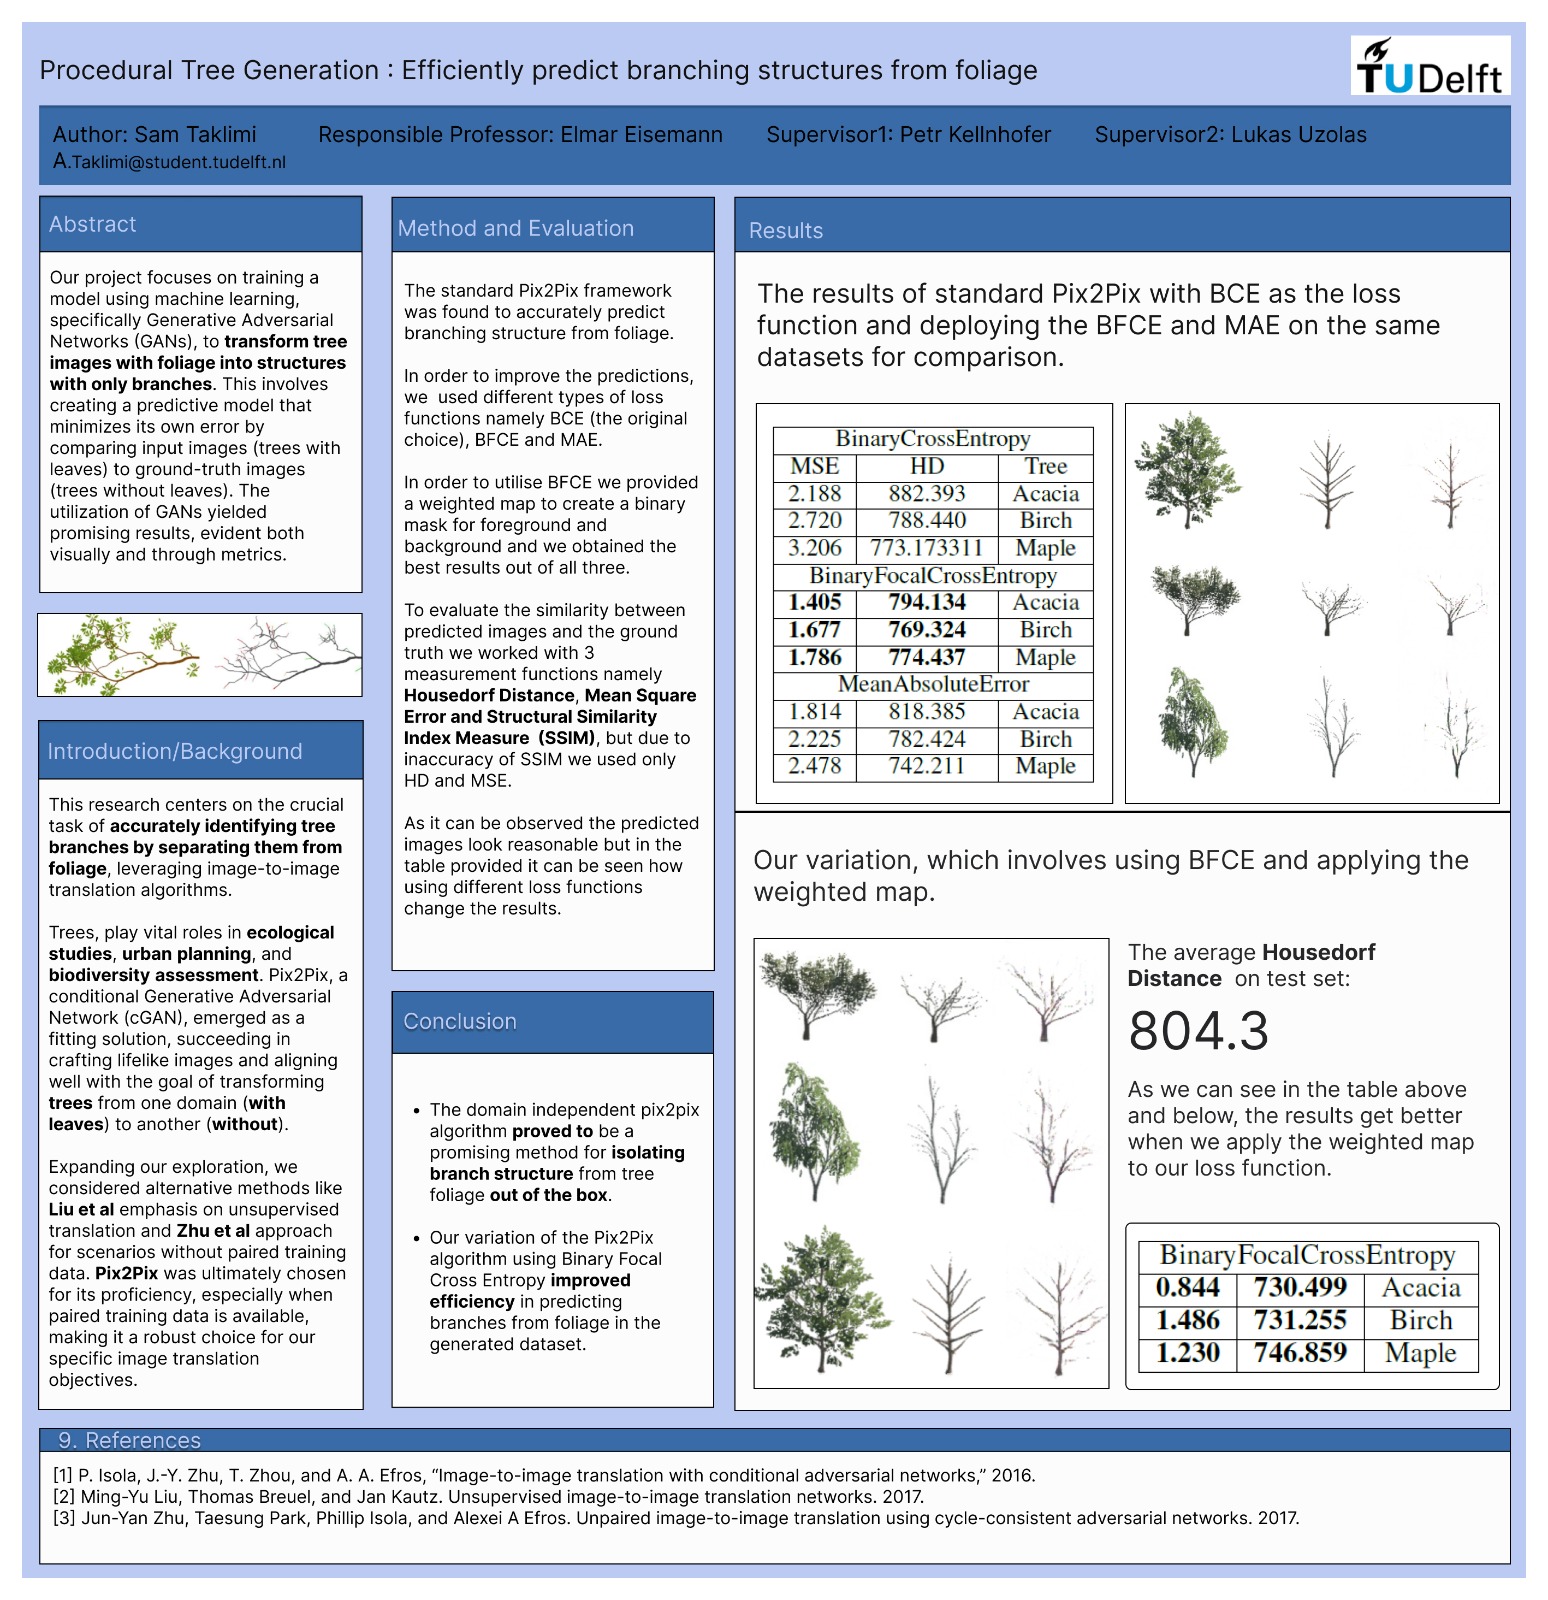 Procedural Tree Generation : Efficiently predict branching structures from foliage
TUDelft
Author: Sam Taklimi Responsible Professor: Elmar Eisemann Supervisor1: Petr Kellnhofer Supervisor2: Lukas Uzolas
A.Taklimi@student.tudelft.nl
Abstract
Our project focuses on training a
model using machine learning,
specifically Generative Adversarial
Networks (GANs), to transform tree
images with foliage into structures
with only branches. This involves
creating a predictive model that
minimizes its own error by
comparing input images (trees with
leaves) to ground-truth images
(trees without leaves). The
utilization of GANs yielded
promising results, evident both
visually and through metrics.
Introduction/Background
This research centers on the crucial
task of accurately identifying tree
branches by separating them from
foliage, leveraging image-to-image
translation algorithms.
Trees, play vital roles in ecological
studies, urban planning, and
biodiversity assessment. Pix2Pix, a
conditional Generative Adversarial
Network (cGAN), emerged as a
fitting solution, succeeding in
crafting lifelike images and aligning
well with the goal of transforming
trees from one domain (with
leaves) to another (without).
Expanding our exploration, we
considered alternative methods like
Liu et al emphasis on unsupervised
translation and Zhu et al approach
for scenarios without paired training
data. Pix2Pix was ultimately chosen
for its proficiency, especially when
paired training data is available,
making it a robust choice for our
specific image translation
objectives.
Method and Evaluation
The standard Pix2Pix framework
was found to accurately predict
branching structure from foliage.
In order to improve the predictions,
we used different types of loss
functions namely BCE (the original
choice), BFCE and MAE.
In order to utilise BFCE we provided
a weighted map to create a binary
mask for foreground and
background and we obtained the
best results out of all three.
To evaluate the similarity between
predicted images and the ground
truth we worked with 3
measurement functions namely
Housedorf Distance, Mean Square
Error and Structural Similarity
Index Measure (SSIM), but due to
inaccuracy of SSIM we used only
HD and MSE.
As it can be observed the predicted
images look reasonable but in the
table provided it can be seen how
using different loss functions
change the results.
Conclusion
• The domain independent pix2pix
algorithm proved to be a
promising method for isolating
branch structure from tree
foliage out of the box.
• Our variation of the Pix2Pix
algorithm using Binary Focal
Cross Entropy improved
efficiency in predicting
branches from foliage in the
generated dataset.
Results
The results of standard Pix2Pix with BCE as the loss
function and deploying the BFCE and MAE on the same
datasets for comparison.
BinaryCrossEntropy
MSE HD Tree
2.188 882.393 Acacia
2.720 788.440 Birch
3.206 773.173311 Maple
BinaryFocalCrossEntropy
1.405 794.134 Acacia
1.677 769.324 Birch
1.786 774.437 Maple
MeanAbsoluteError
1.814 818.385 Acacia
2.225 782.424 Birch
2.478 742.211 Maple
Our variation, which involves using BFCE and applying the
weighted map.
The average Housedorf
Distance on test set:
804.3
As we can see in the table above
and below, the results get better
when we apply the weighted map
to our loss function.
BinaryFocalCrossEntropy
0.844 730.499 Acacia
1.486 731.255 Birch
1.230 746.859 Maple
9. References
[1] P. Isola, J.-Y. Zhu, T. Zhou, and A. A. Efros, “Image-to-image translation with conditional adversarial networks,” 2016.
[2] Ming-Yu Liu, Thomas Breuel, and Jan Kautz. Unsupervised image-to-image translation networks. 2017.
[3] Jun-Yan Zhu, Taesung Park, Phillip Isola, and Alexei A Efros. Unpaired image-to-image translation using cycle-consistent adversarial networks. 2017.